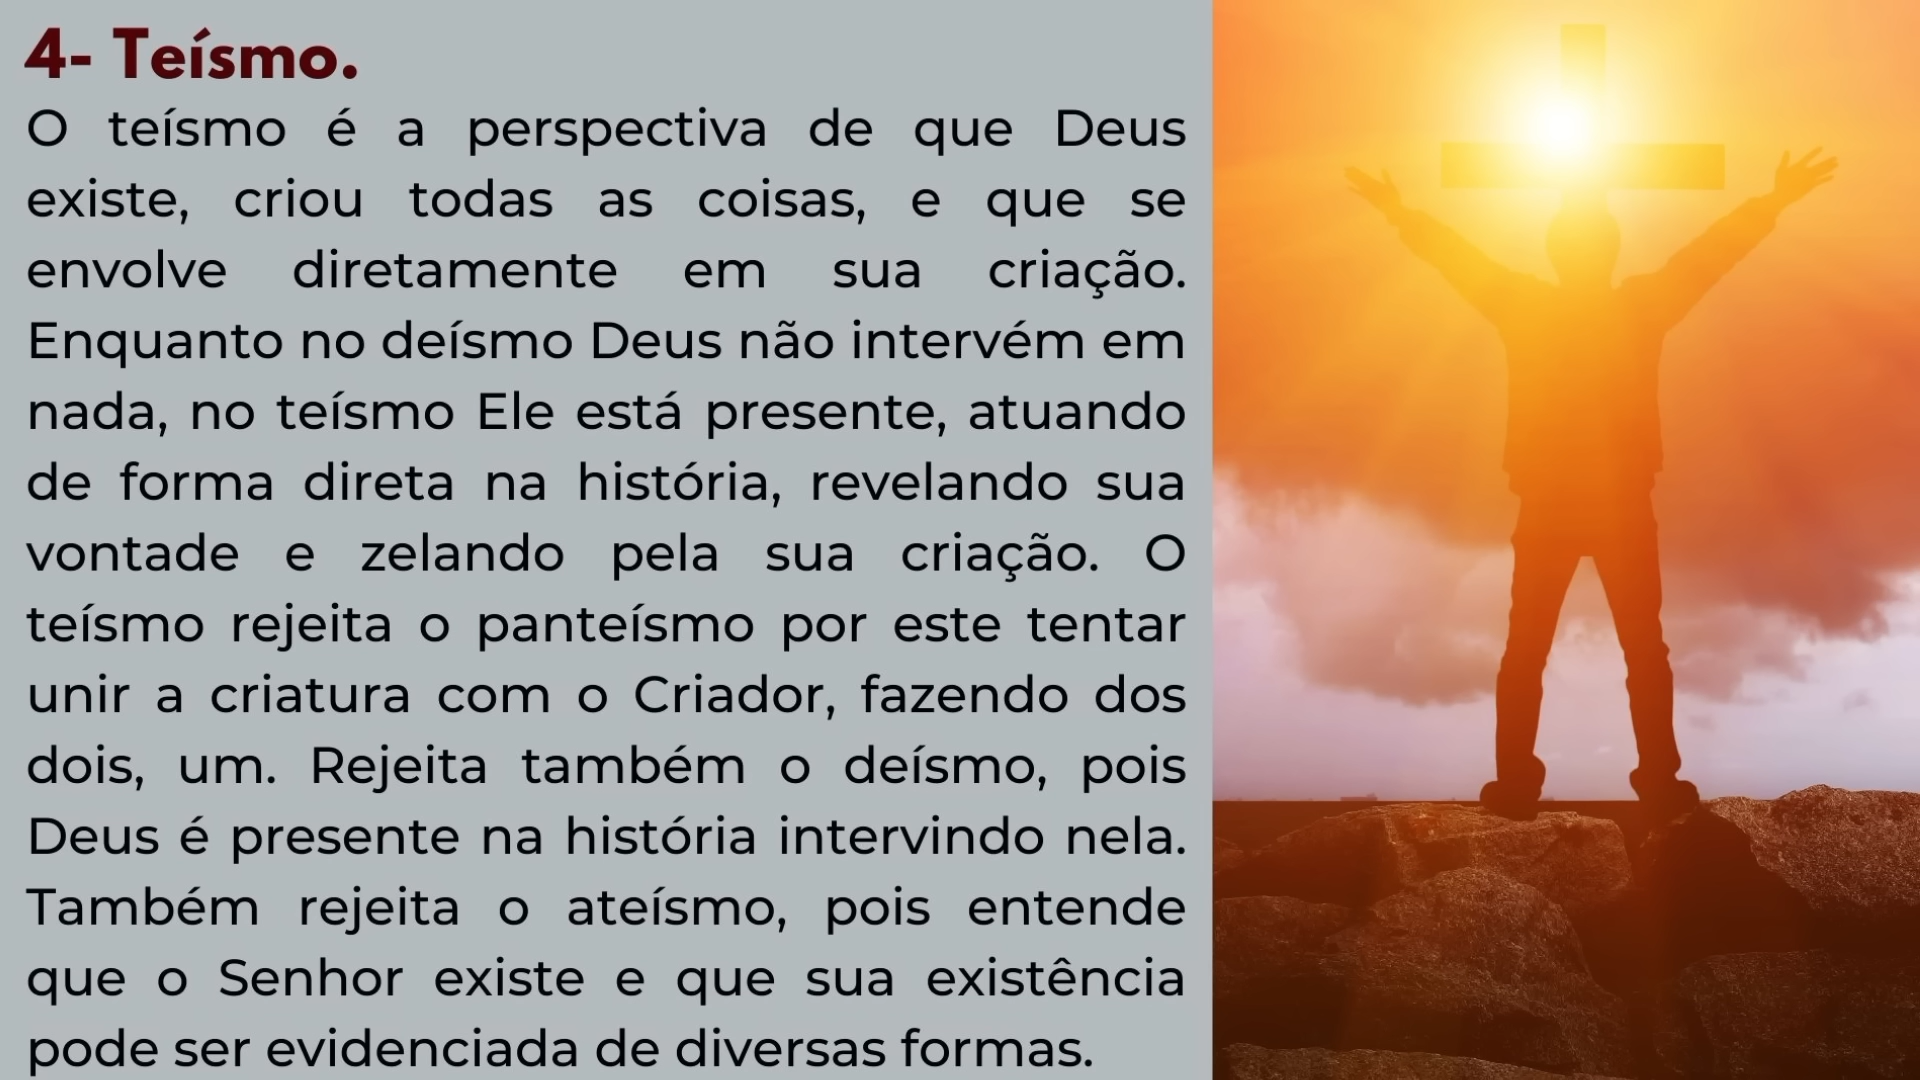 4- Teísmo.
O teísmo é a perspectiva de que Deus
existe, criou todas as coisas, e que se
envolve diretamente em sua criação.
Enquanto no deísmo Deus não intervém em
nada, no teísmo Ele está presente, atuando
de forma direta na história, revelando sua
vontade e zelando pela sua criação. O
teísmo rejeita o panteísmo por este tentar
unir a criatura com o Criador, fazendo dos
dois, um. Rejeita também o deísmo, pois
Deus é presente na história intervindo nela.
Também rejeita o ateísmo, pois entende
que o Senhor existe e que sua existência
pode ser evidenciada de diversas formas.